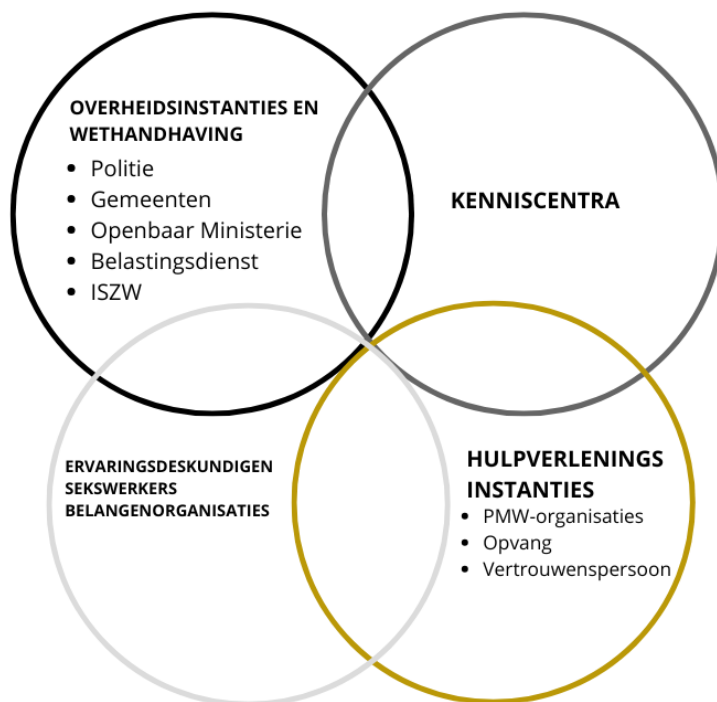 OVERHEIDSINSTANTIES EN
WETHANDHAVING
• Politie
• Gemeenten
• Openbaar Ministerie
• Belastingsdienst
• ISZW
KENNISCENTRA
ERVARINGSDESKUNDIGEN
SEKSWERKERS
BELANGENORGANISATIES
HULPVERLENINGS
INSTANTIES
• PMW-organisaties
• Opvang
• Vertrouwenspersoon